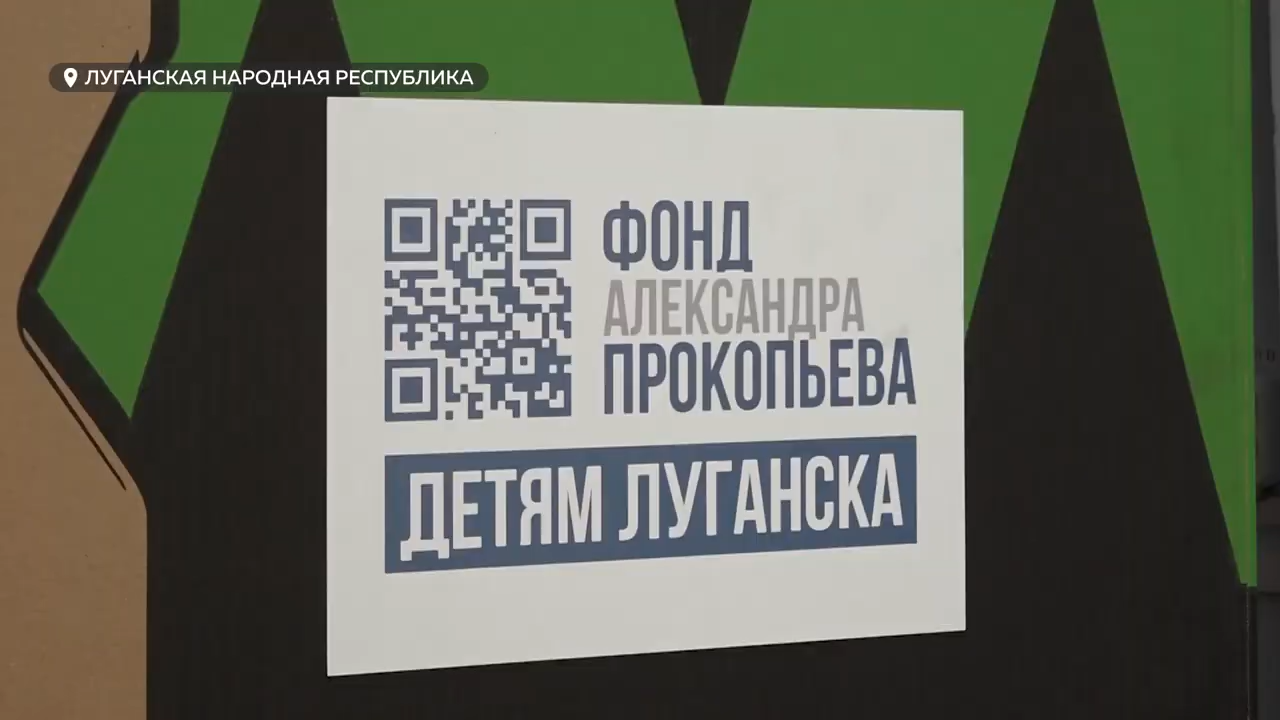 ЛУГАНСКАЯ НАРОДНАЯ РЕСПУБЛИКА
ФОНД
АЛЕКСАНДРА
ПРОКОПЬЕВА
ДЕТЯМ ЛУГАНСКА